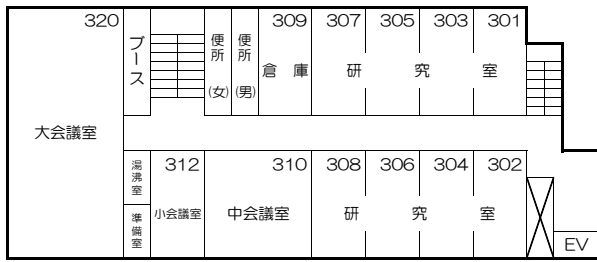 320
ブース
便所
(女)
便所
(男)
309
倉庫
307
305
303
301
研究室
大会議室
湯沸室
準備室
312
小会議室
310
中会議室
308
306
304
302
研究室
EV